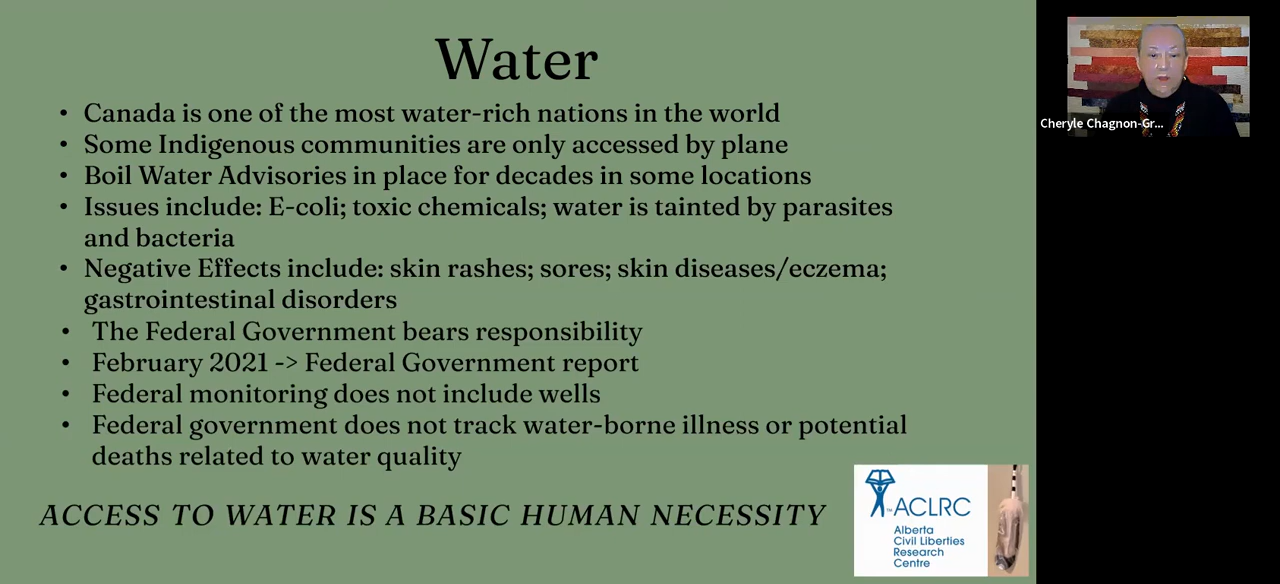 Water
• Canada is one of the most water-rich nations in the world
• Some Indigenous communities are only accessed by plane
• Boil Water Advisories in place for decades in some locations
• Issues include: E-coli; toxic chemicals; water is tainted by parasites
and bacteria
• Negative Effects include: skin rashes; sores; skin diseases/eczema;
gastrointestinal disorders
• The Federal Government bears responsibility
• February 2021 -> Federal Government report
• Federal monitoring does not include wells
• Federal government does not track water-borne illness or potential
deaths related to water quality
ACCESS TO WATER IS A BASIC HUMAN NECESSITY
™ACLRC
Alberta
Civil Liberties
Research
Centre
Cheryle Chagnon-Gr...